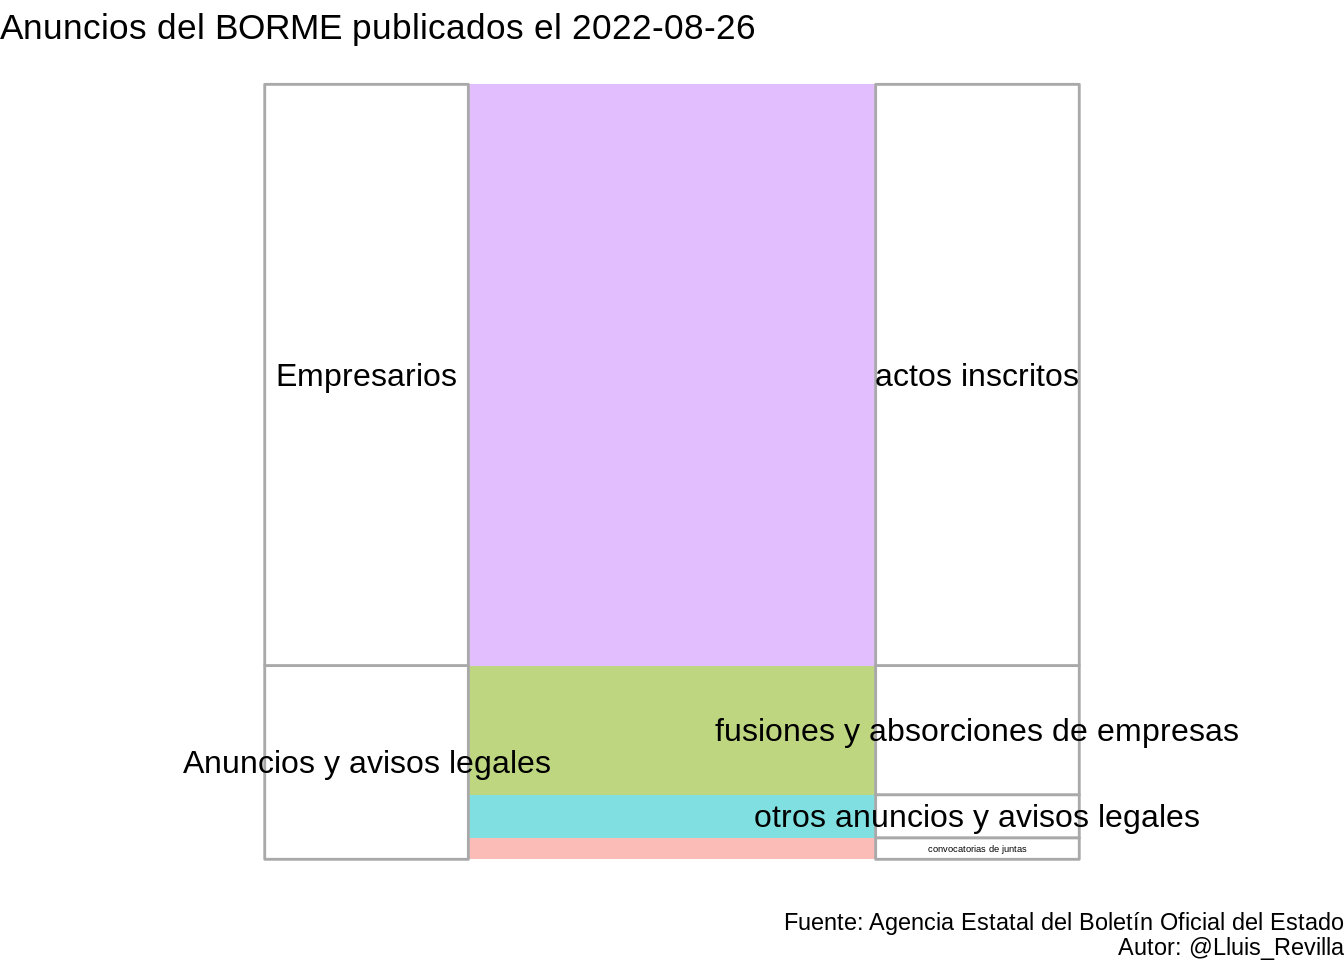 Anuncios del BORME publicados el 2022-08-26
Empresarios
actos inscritos
Anuncios y avisos legales
fusiones y absorciones de empresas
otros anuncios y avisos legales
convocatorias de juntas
Fuente: Agencia Estatal del Boletín Oficial del Estado
Autor: @Lluis_Revilla